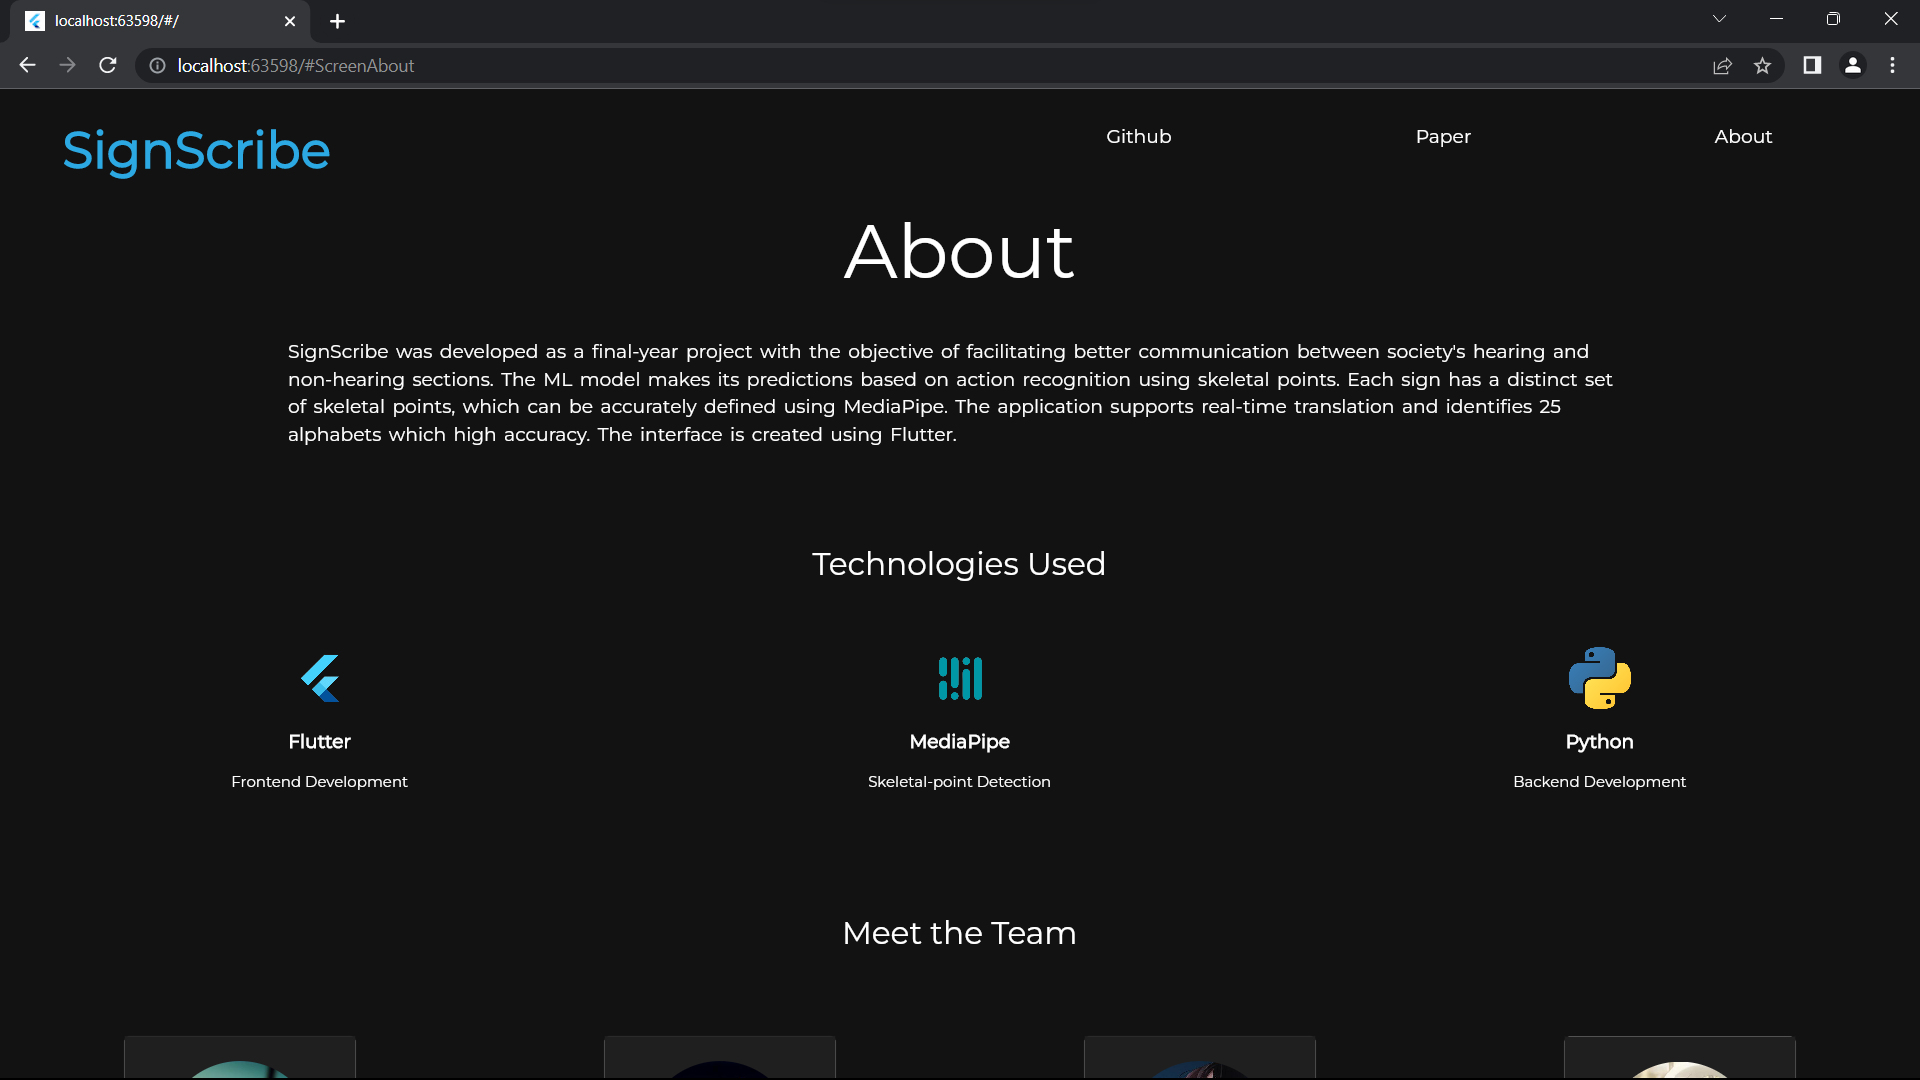 localhost:63598/#/
localhost:63598/#ScreenAbout
SignScribe
Github
Paper
About
About
SignScribe was developed as a final-year project with the objective of facilitating better communication between society's hearing and
non-hearing sections. The ML model makes its predictions based on action recognition using skeletal points. Each sign has a distinct set
of skeletal points, which can be accurately defined using MediaPipe. The application supports real-time translation and identifies 25
alphabets which high accuracy. The interface is created using Flutter.
Technologies Used
Flutter
Frontend Development
MediaPipe
Skeletal-point Detection
Python
Backend Development
Meet the Team